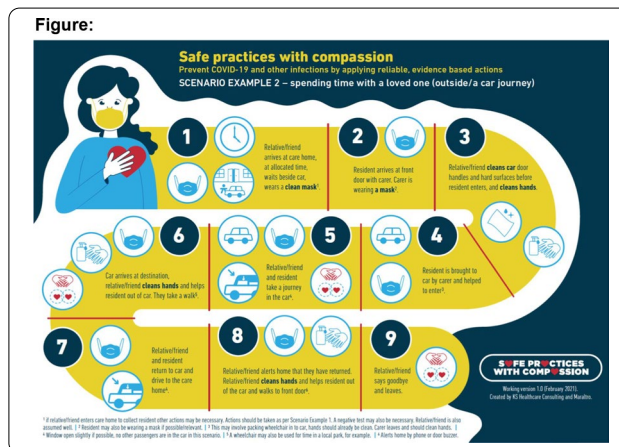 Figure:
Safe practices with compassion
Prevent COVID-19 and other infections by applying reliable, evidence based actions
SCENARIO EXAMPLE 2 – spending time with a loved one (outside/a car journey)
1
Relative/friend
arrives at care home,
at allocated time,
waits beside car,
wears a clean mask¹.
2
Resident arrives at front
door with carer. Carer is
wearing a mask².
3
Relative/friend cleans car door
handles and hard surfaces before
resident enters, and cleans hands.
4
Resident is brought to
car by carer and helped
to enter³.
5
Relative/friend
and resident
take a journey
in the car⁴.
6
Car arrives at destination,
relative/friend cleans hands and helps
resident out of car. They take a walk⁵.
7
Relative/friend
and resident
return to car and
drive to the care
home⁶.
8
Relative/friend alerts home that they have returned.
Relative/friend cleans hands and helps resident out
of the car and walks to front door⁵.
9
Relative/friend
says goodbye
and leaves.
SAFE PRACTICES
WITH COMPASSION
Working version 1.0 (February 2021).
Created by KS Healthcare Consulting and Maralres.
¹ If relative/friend enters care home to collect resident other actions may be necessary. Actions should be taken as per Scenario Example 1. A negative test may also be necessary. Relative/friend is also
assumed well. | ² Resident may also be wearing a mask if possible/relevant. | ³ This may involve packing wheelchair in to car, hands should already be clean. Carer leaves and should clean hands. |
⁴ Window open slightly if possible, no other passengers are in the car in this scenario. | ⁵ A wheelchair may also be used for time in a local park, for example. | ⁶ Alerts home by phone or door buzzer.